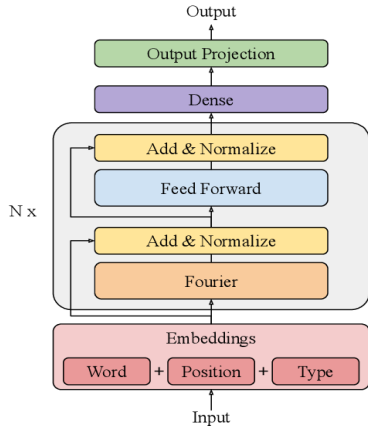 Output
Output Projection
Dense
Add & Normalize
Feed Forward
N x
Add & Normalize
Fourier
Embeddings
Word + Position + Type
Input